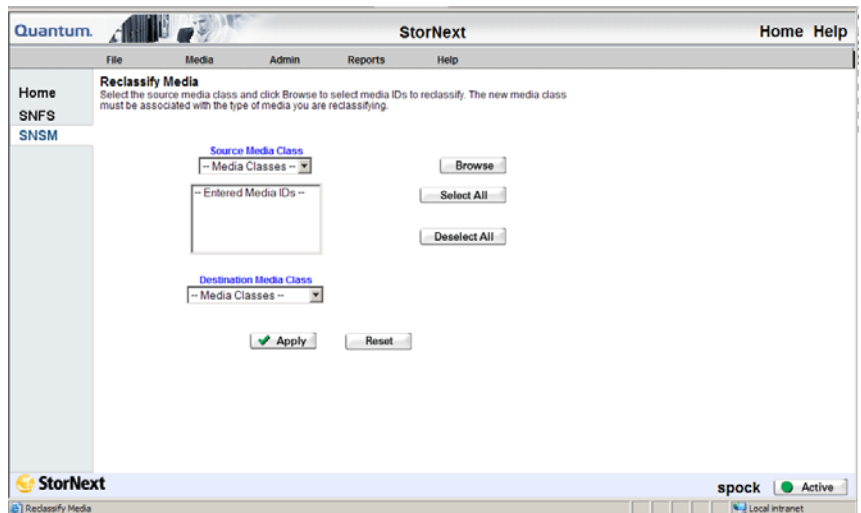 Quantum.
StorNext
Home Help
File Media Admin Reports Help
Home
SNFS
SNSM
Reclassify Media
Select the source media class and click Browse to select media IDs to reclassify. The new media class
must be associated with the type of media you are reclassifying.
Source Media Class
-- Media Classes --
Browse
-- Entered Media IDs --
Select All
Deselect All
Destination Media Class
-- Media Classes --
Apply
Reset
StorNext
spock
Active
Reclassify Media
Local intranet